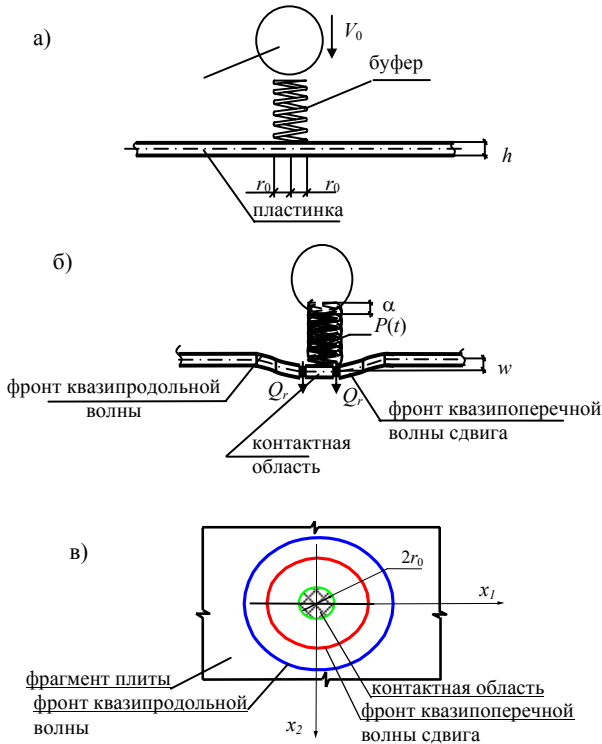 а)
V0
буфер
h
r0 r0
пластинка
б)
α
P(t)
w
фронт квазипродольной
волны
Qr Qr
фронт квазипоперечной
волны сдвига
контактная
область
в)
2r0
x1
фрагмент плиты
фронт квазипродольной
волны
контактная область
фронт квазипоперечной
волны сдвига
x2